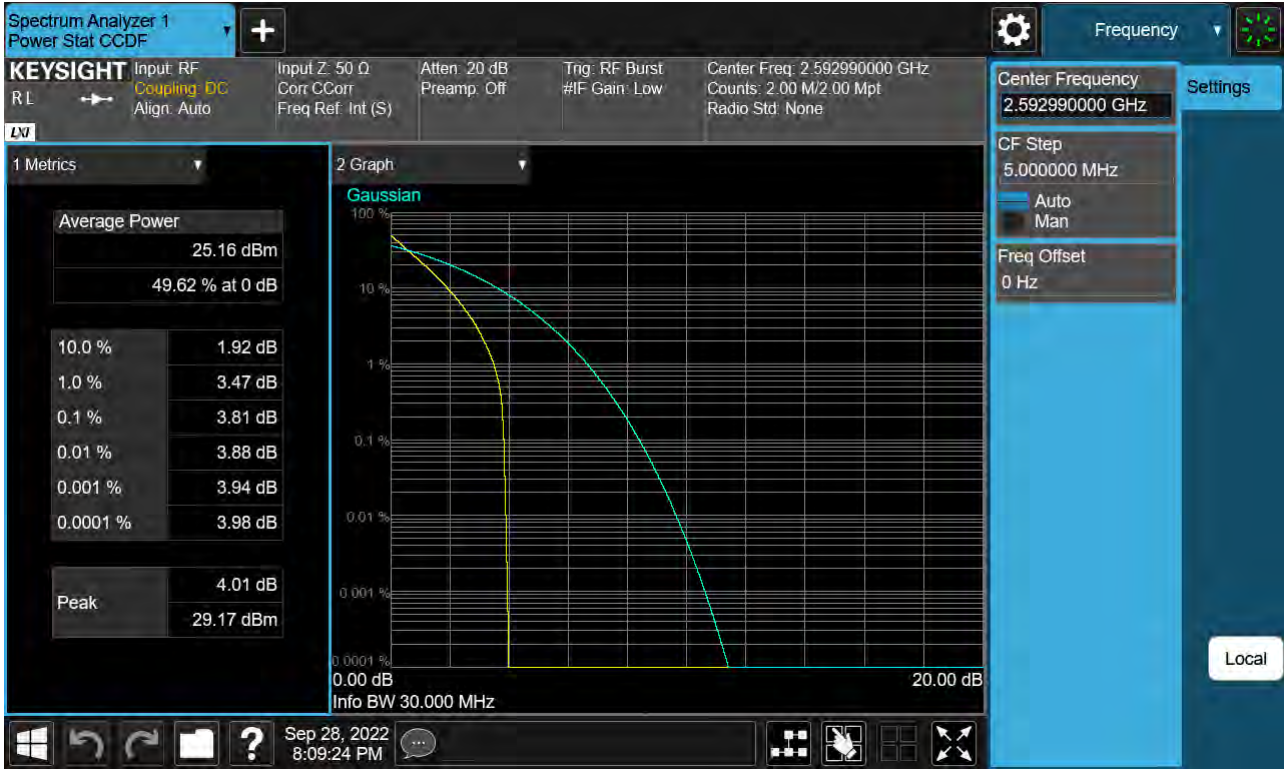 Spectrum Analyzer 1
Power Stat CCDF
Frequency
KEYSIGHT
R L
LXI
Input: RF
Coupling: DC
Align: Auto
Input Z: 50 Ω
Corr CCorr
Freq Ref: Int (S)
Atten: 20 dB
Preamp: Off
Trig: RF Burst
#IF Gain: Low
Center Freq: 2.592990000 GHz
Counts: 2.00 M/2.00 Mpt
Radio Std: None
Center Frequency
2.592990000 GHz
Settings
CF Step
5.000000 MHz
Auto
Man
Freq Offset
0 Hz
1 Metrics
Average Power
25.16 dBm
49.62 % at 0 dB
10.0 % 1.92 dB
1.0 % 3.47 dB
0.1 % 3.81 dB
0.01 % 3.88 dB
0.001 % 3.94 dB
0.0001 % 3.98 dB
Peak
4.01 dB
29.17 dBm
2 Graph
Gaussian
100 %
10 %
1 %
0.1 %
0.01 %
0.001 %
0.0001 %
0.00 dB 20.00 dB
Info BW 30.000 MHz
Local
?
Sep 28, 2022
8:09:24 PM